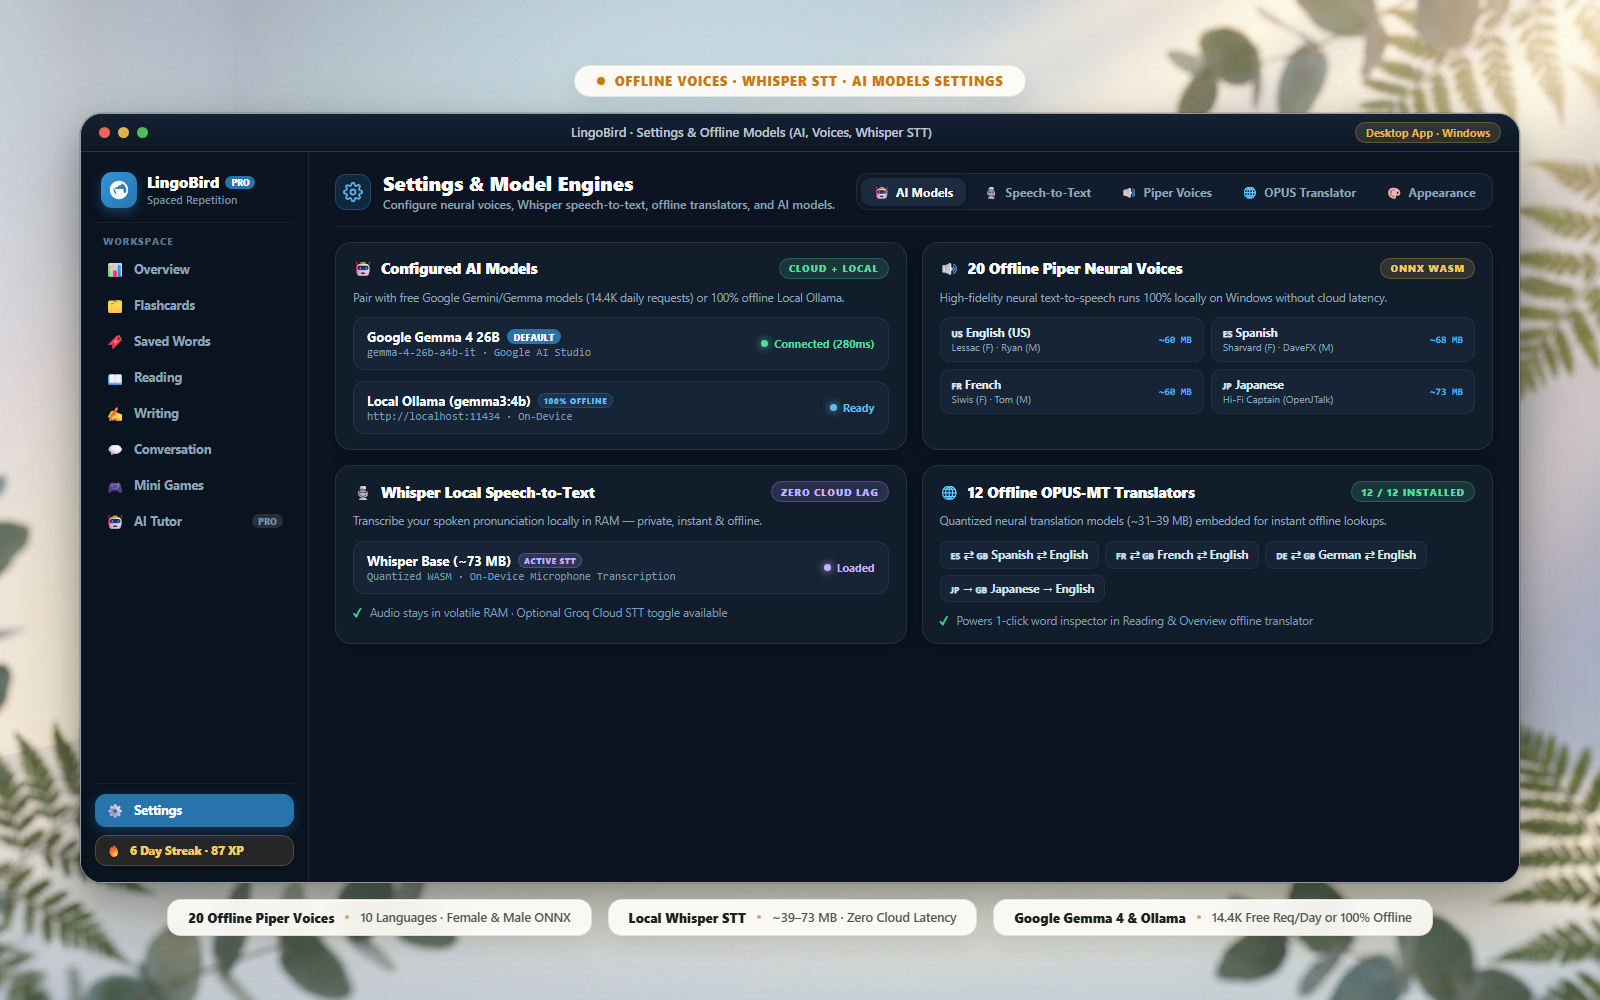 OFFLINE VOICES · WHISPER STT · AI MODELS SETTINGS
LingoBird · Settings & Offline Models (AI, Voices, Whisper STT)
Desktop App · Windows
LingoBird PRO
Spaced Repetition
WORKSPACE
Overview
Flashcards
Saved Words
Reading
Writing
Conversation
Mini Games
AI Tutor PRO
Settings
6 Day Streak · 87 XP
Settings & Model Engines
Configure neural voices, Whisper speech-to-text, offline translators, and AI models.
AI Models
Speech-to-Text
Piper Voices
OPUS Translator
Appearance
Configured AI Models
CLOUD + LOCAL
Pair with free Google Gemini/Gemma models (14.4K daily requests) or 100% offline Local Ollama.
Google Gemma 4 26B DEFAULT
gemma-4-26b-a4b-it · Google AI Studio
Connected (280ms)
Local Ollama (gemma3:4b) 100% OFFLINE
http://localhost:11434 · On-Device
Ready
20 Offline Piper Neural Voices
ONNX WASM
High-fidelity neural text-to-speech runs 100% locally on Windows without cloud latency.
US English (US)
Lessac (F) · Ryan (M)
~60 MB
ES Spanish
Sharvard (F) · DaveFX (M)
~68 MB
FR French
Siwis (F) · Tom (M)
~60 MB
JP Japanese
Hi-Fi Captain (OpenJTalk)
~73 MB
Whisper Local Speech-to-Text
ZERO CLOUD LAG
Transcribe your spoken pronunciation locally in RAM — private, instant & offline.
Whisper Base (~73 MB) ACTIVE STT
Quantized WASM · On-Device Microphone Transcription
Loaded
✓ Audio stays in volatile RAM · Optional Groq Cloud STT toggle available
12 Offline OPUS-MT Translators
12 / 12 INSTALLED
Quantized neural translation models (~31–39 MB) embedded for instant offline lookups.
ES ⇄ GB Spanish ⇄ English
FR ⇄ GB French ⇄ English
DE ⇄ GB German ⇄ English
JP → GB Japanese → English
✓ Powers 1-click word inspector in Reading & Overview offline translator
20 Offline Piper Voices • 10 Languages · Female & Male ONNX
Local Whisper STT • ~39–73 MB · Zero Cloud Latency
Google Gemma 4 & Ollama • 14.4K Free Req/Day or 100% Offline